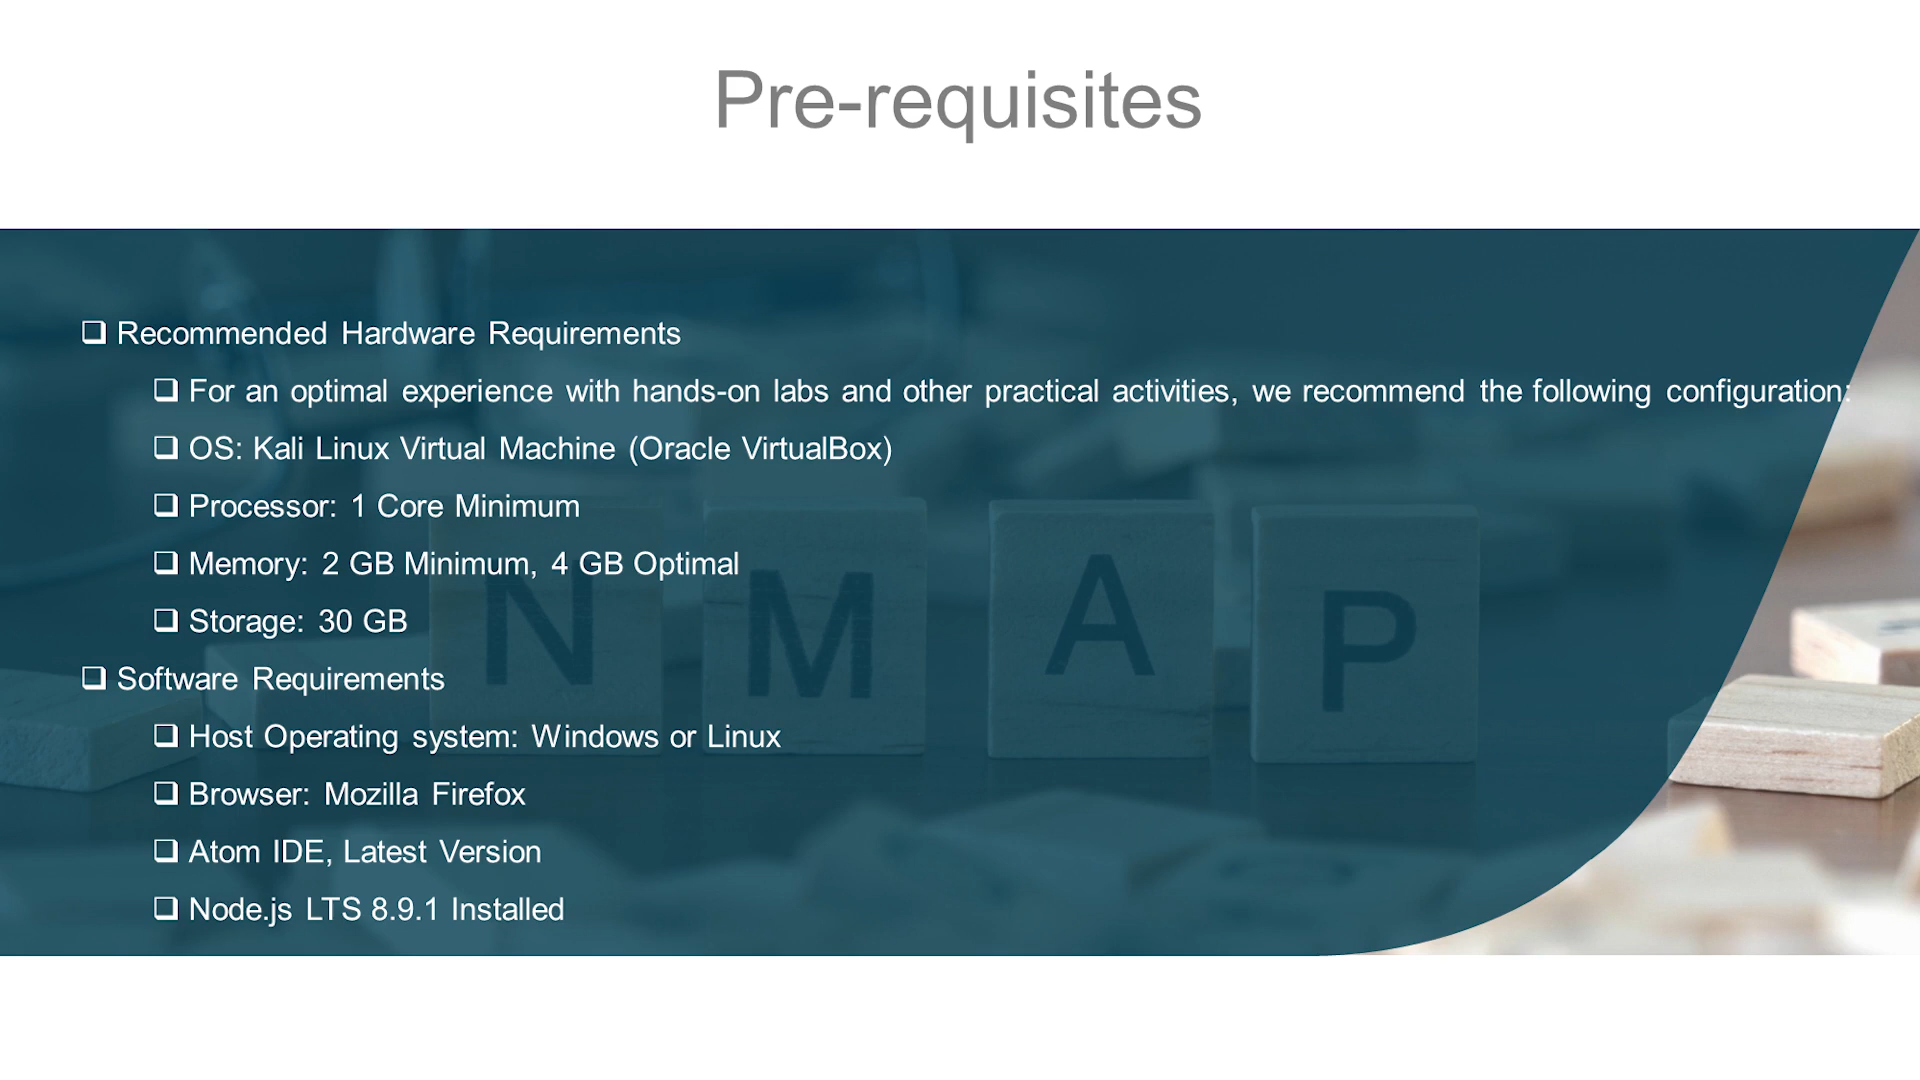 Pre-requisites
Recommended Hardware Requirements
For an optimal experience with hands-on labs and other practical activities, we recommend the following configuration:
OS: Kali Linux Virtual Machine (Oracle VirtualBox)
Processor: 1 Core Minimum
Memory: 2 GB Minimum, 4 GB Optimal
Storage: 30 GB
Software Requirements
Host Operating system: Windows or Linux
Browser: Mozilla Firefox
Atom IDE, Latest Version
Node.js LTS 8.9.1 Installed
N M A P